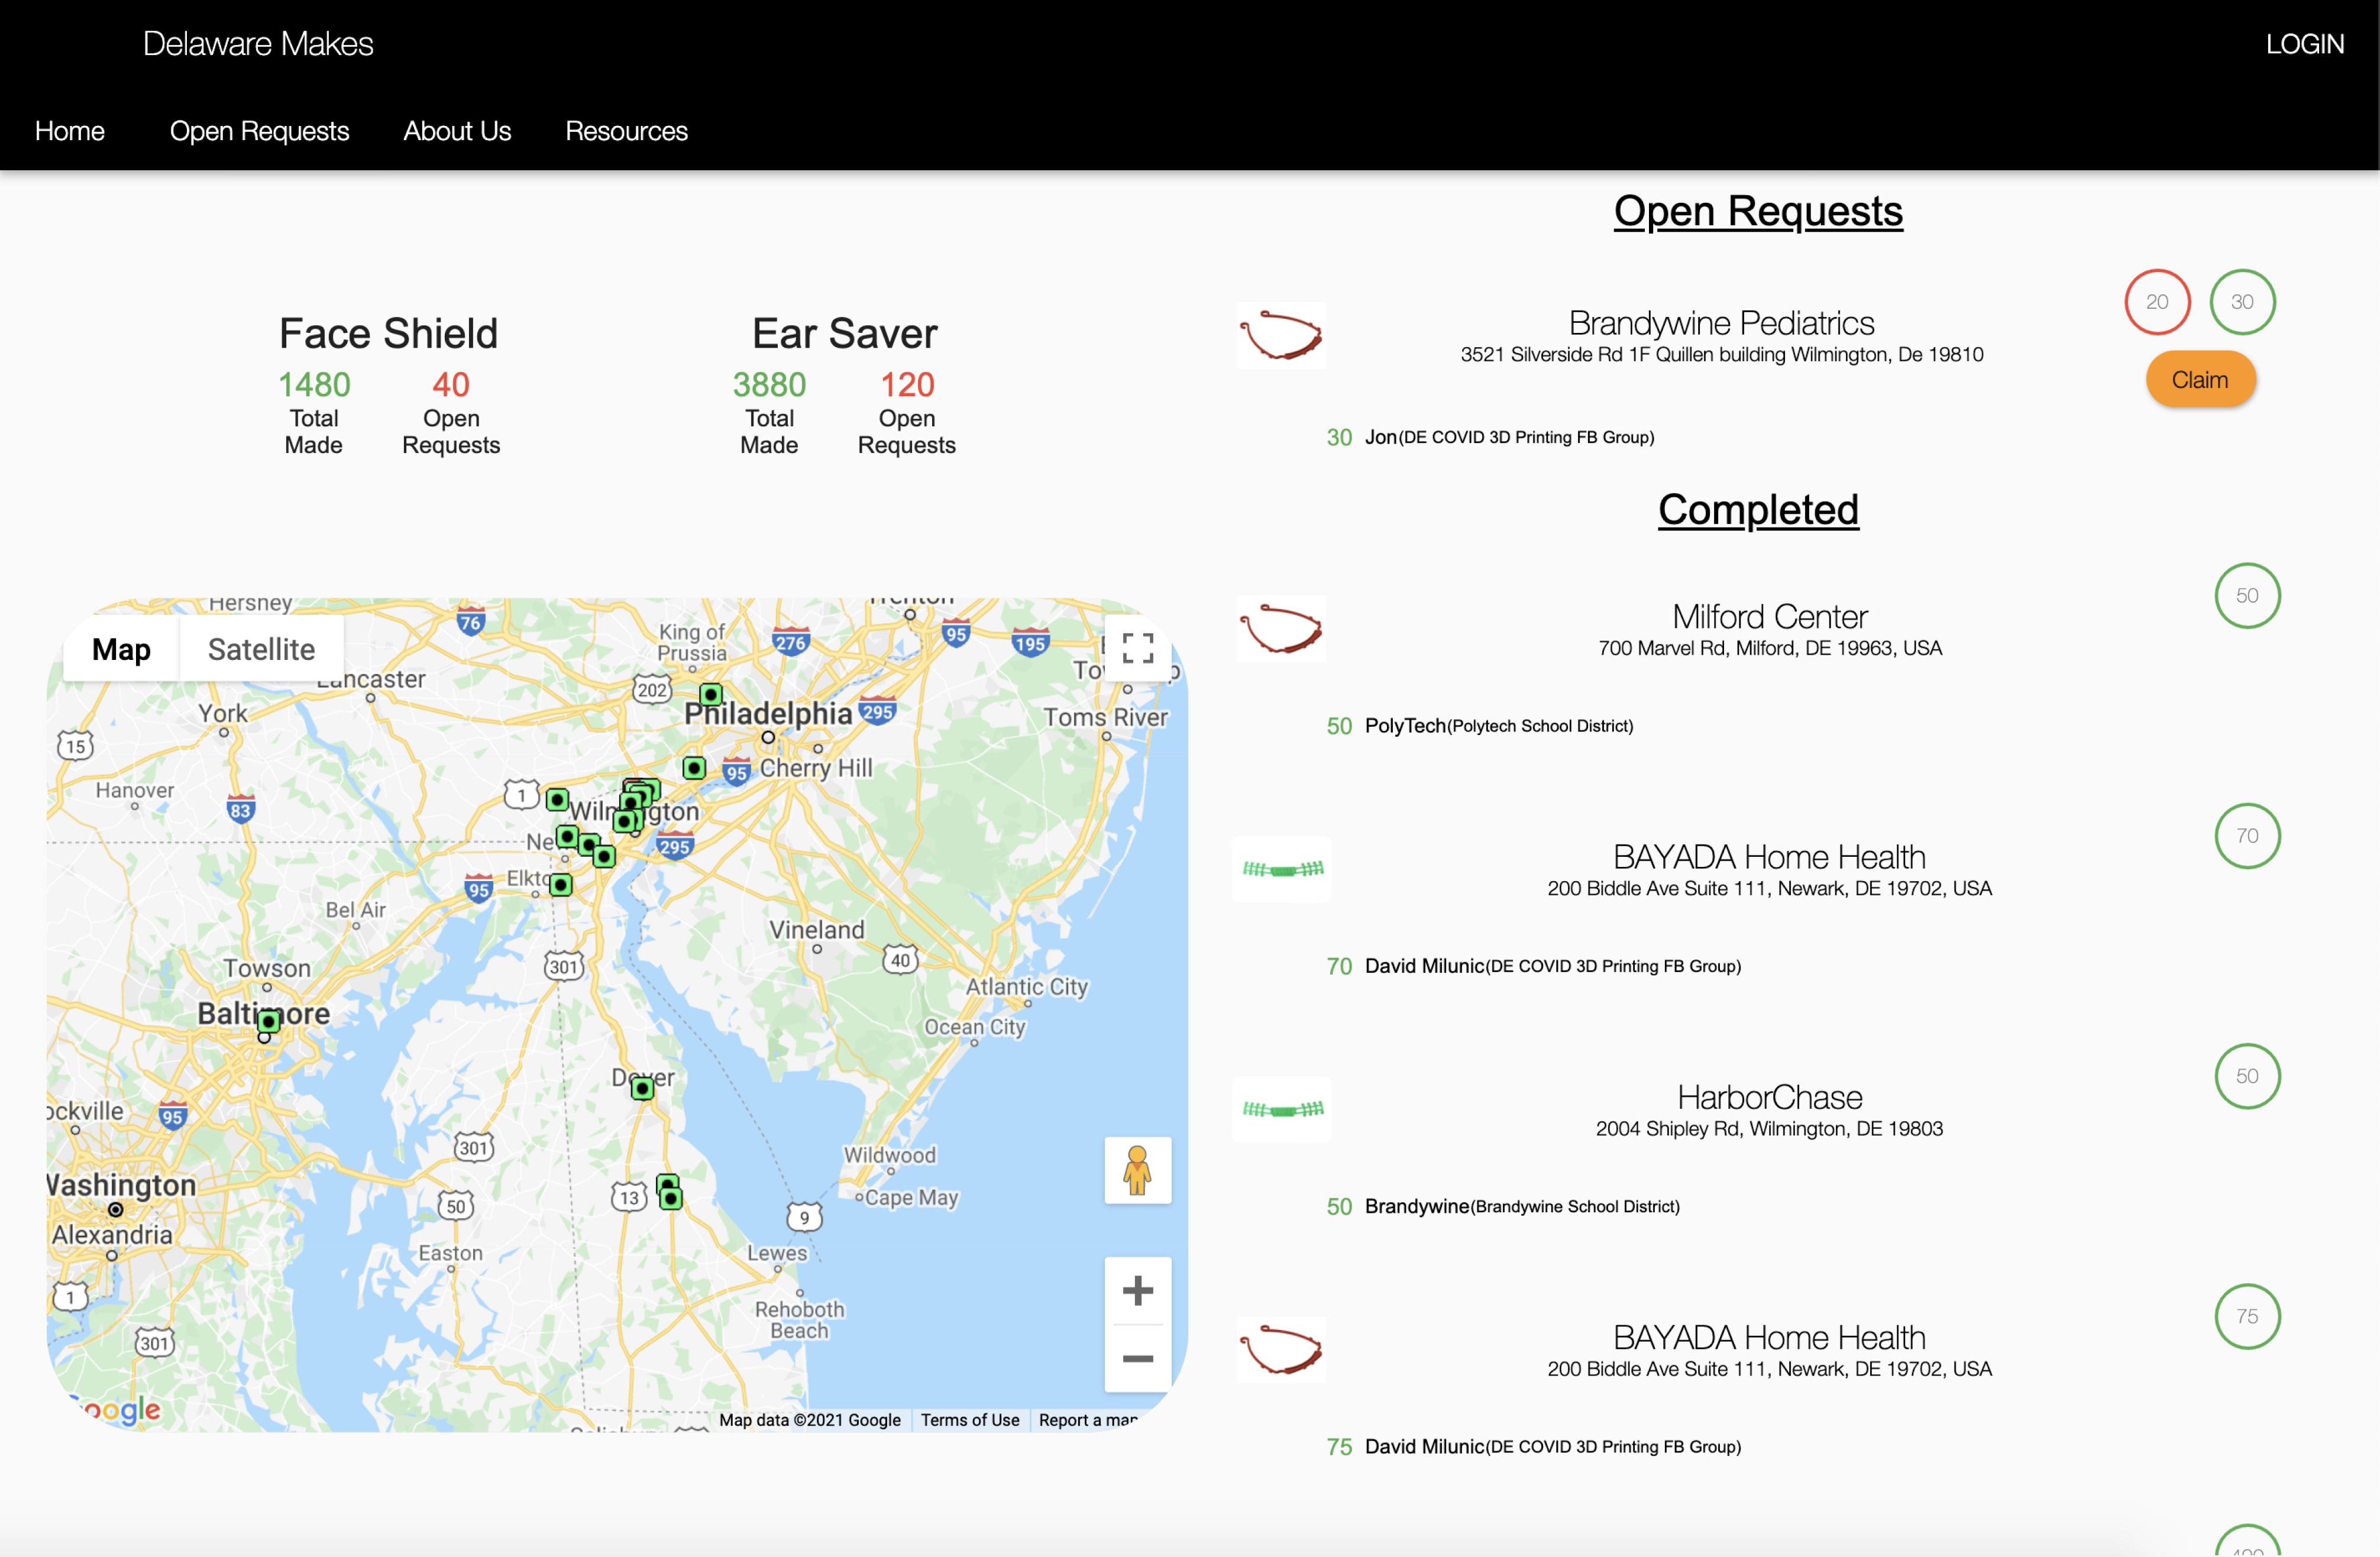 Delaware Makes
LOGIN
Home
Open Requests
About Us
Resources
Face Shield
1480
40
Total
Made
Open
Requests
Ear Saver
3880
120
Total
Made
Open
Requests
Map
Satellite
Hershey
76
King of
Prussia
276
95
195
Lancaster
202
York
Philadelphia
295
Toms River
15
Hanover
83
1
95
Cherry Hill
295
95
Bel Air
301
Vineland
40
Towson
Baltimore
Atlantic City
Ocean City
Dover
ockville
95
301
Washington
50
13
Wildwood
Cape May
9
Alexandria
Easton
Lewes
1
Rehoboth
Beach
301
oogle
Map data ©2021 Google
Terms of Use
Report a map
Open Requests
Brandywine Pediatrics
3521 Silverside Rd 1F Quillen building Wilmington, De 19810
20
30
Claim
30 Jon(DE COVID 3D Printing FB Group)
Completed
Milford Center
700 Marvel Rd, Milford, DE 19963, USA
50
50 PolyTech(Polytech School District)
BAYADA Home Health
200 Biddle Ave Suite 111, Newark, DE 19702, USA
70
70 David Milunic(DE COVID 3D Printing FB Group)
HarborChase
2004 Shipley Rd, Wilmington, DE 19803
50
50 Brandywine(Brandywine School District)
BAYADA Home Health
200 Biddle Ave Suite 111, Newark, DE 19702, USA
75
75 David Milunic(DE COVID 3D Printing FB Group)